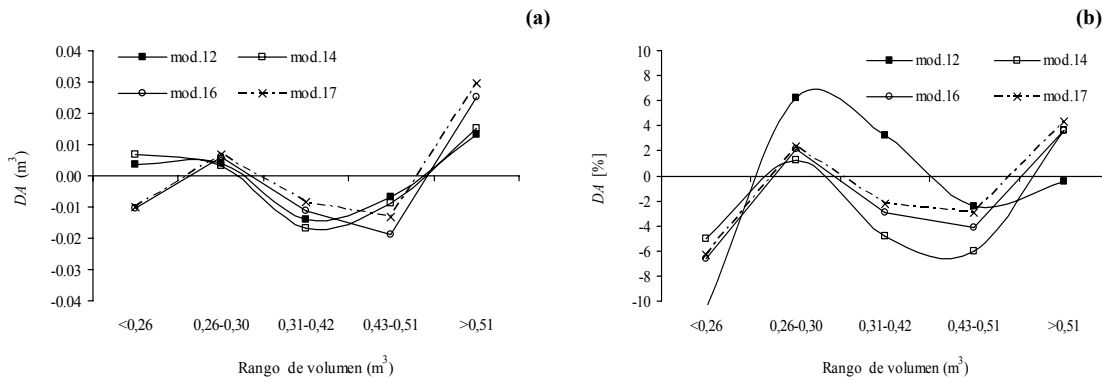 (a)
0.04
0.03
0.02
0.01
0.00
-0.01
-0.02
-0.03
-0.04
DA (m³)
mod.12
mod.14
mod.16
mod.17
<0,26
0,26-0,30
0,31-0,42
0,43-0,51
>0,51
Rango de volumen (m³)
(b)
10
8
6
4
2
0
-2
-4
-6
-8
-10
DA [%]
mod.12
mod.14
mod.16
mod.17
<0,26
0,26-0,30
0,31-0,42
0,43-0,51
>0,51
Rango de volumen (m³)